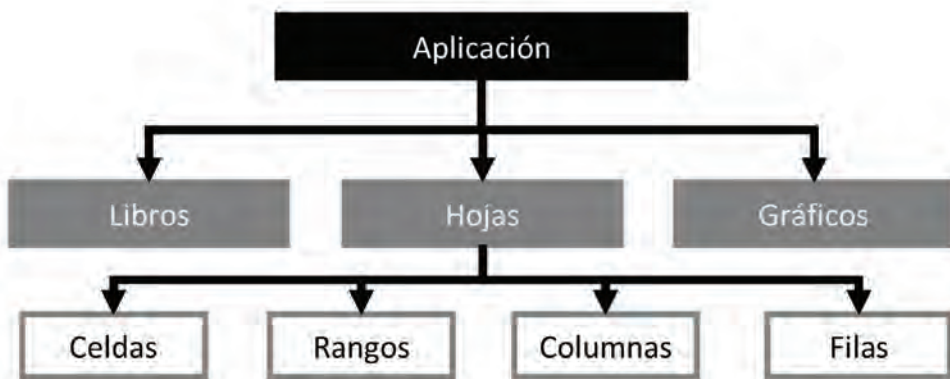 Aplicación
Libros
Hojas
Gráficos
Celdas
Rangos
Columnas
Filas